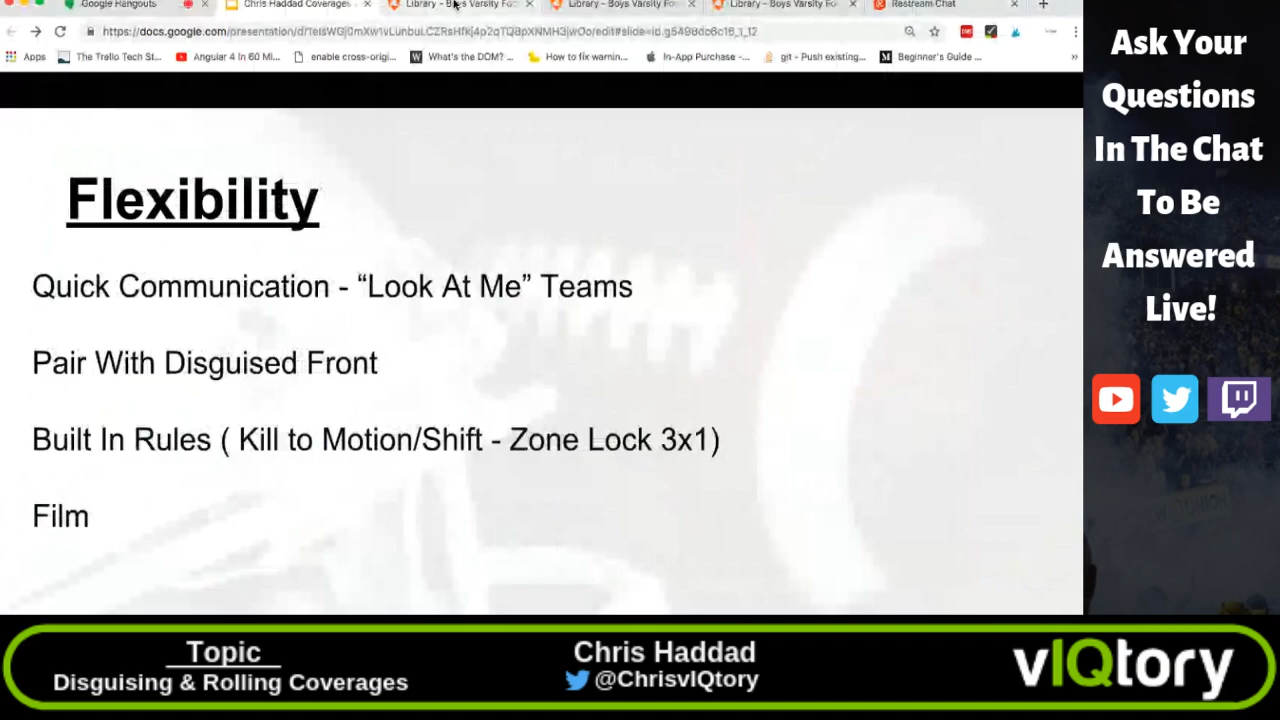 Google Hangouts
Chris Haddad Coverages
Library - Boys Varsity Fo
Library - Boys Varsity Fo
Library - Boys Varsity Fo
Restream Chat
Apps
The Trello Tech St...
Angular 4 In 60 Mi...
enable cross-origi...
What's the DOM? ...
How to fix warnin...
In-App Purchase -...
git - Push existing...
Beginner's Guide ...
»
Flexibility
Quick Communication - “Look At Me” Teams
Pair With Disguised Front
Built In Rules ( Kill to Motion/Shift - Zone Lock 3x1)
Film
Ask Your
Questions
In The Chat
To Be
Answered
Live!
Topic
Disguising & Rolling Coverages
Chris Haddad
@ChrisvIQtory
vIQtory